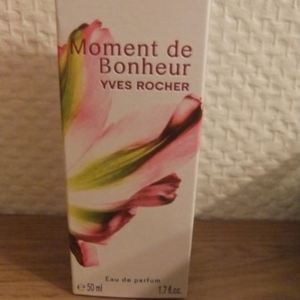 Moment de
Bonheur
YVES ROCHER
Eau de parfum
℮ 50 ml 1.7 fl.oz.